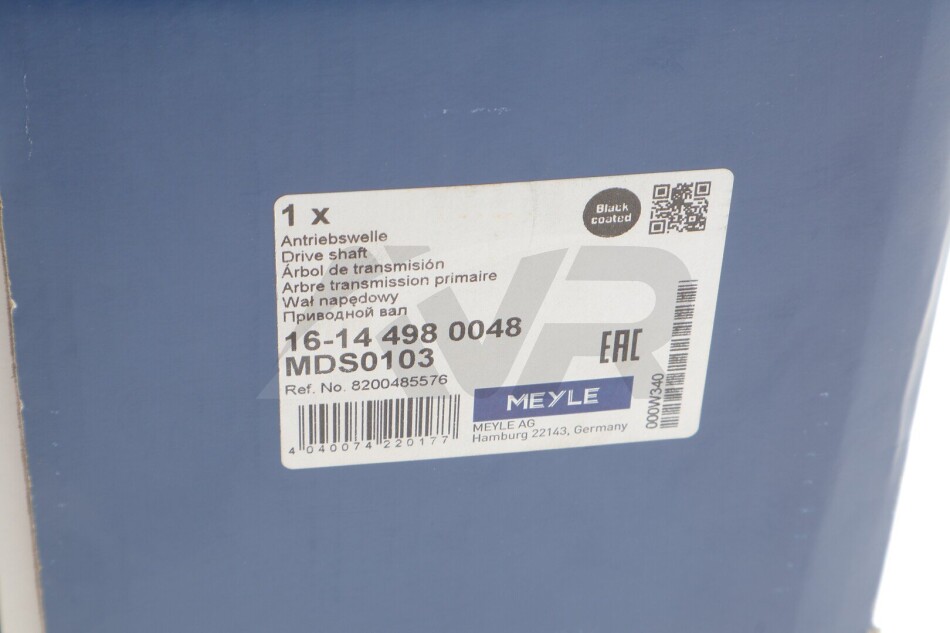 1 x
Black
coated
Antriebswelle
Drive shaft
Árbol de transmisión
Arbre transmission primaire
Wał napędowy
Приводной вал
16-14 498 0048
MDS0103
Ref. No. 8200485576
EAC
MEYLE
MEYLE AG
Hamburg 22143, Germany
4 040074 220177
000W340
AVR